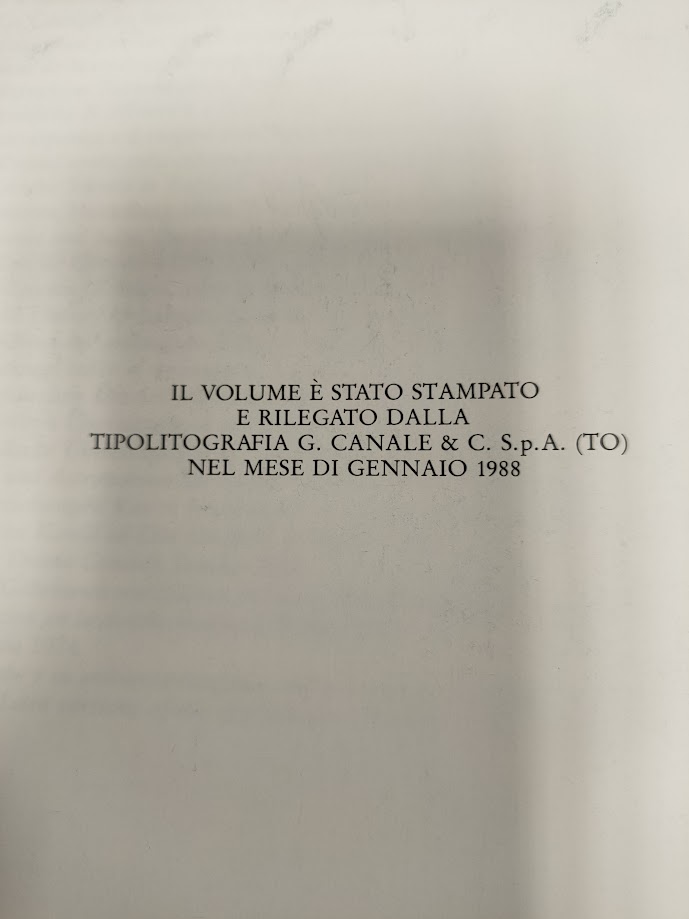 IL VOLUME È STATO STAMPATO
E RILEGATO DALLA
TIPOLITOGRAFIA G. CANALE & C. S.p.A. (TO)
NEL MESE DI GENNAIO 1988